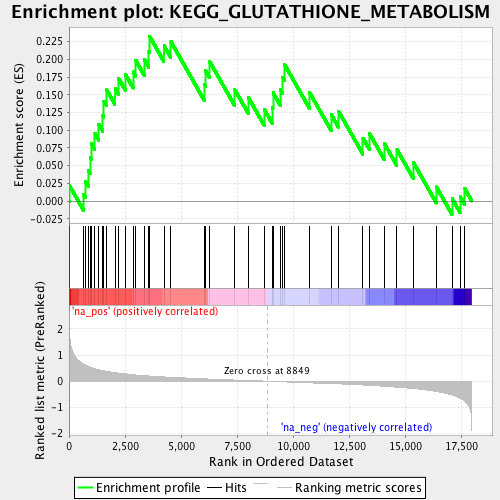 Enrichment plot: KEGG_GLUTATHIONE_METABOLISM
Enrichment score (ES)
0.225
0.200
0.175
0.150
0.125
0.100
0.075
0.050
0.025
0.000
-0.025
'na_pos' (positively correlated)
Ranked list metric (PreRanked)
2
1
0
-1
-2
Zero cross at 8849
'na_neg' (negatively correlated)
0 2,500 5,000 7,500 10,000 12,500 15,000 17,500
Rank in Ordered Dataset
Enrichment profile Hits Ranking metric scores